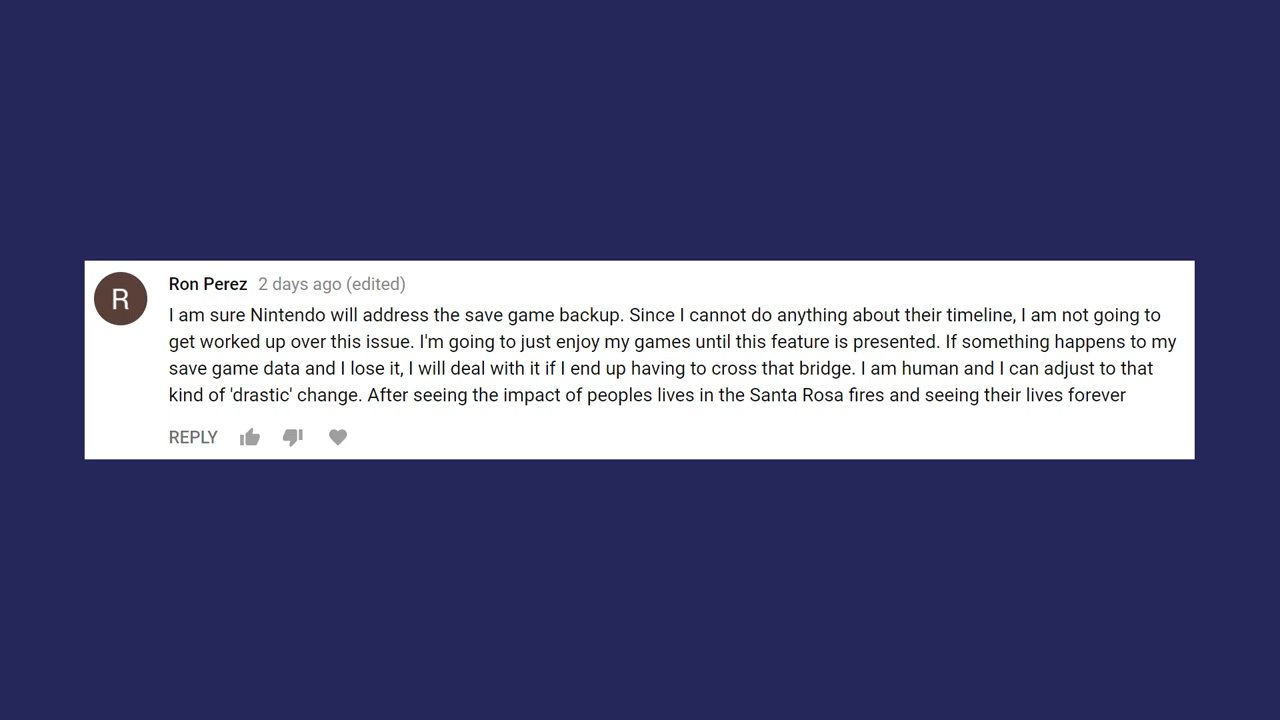 R
Ron Perez 2 days ago (edited)
I am sure Nintendo will address the save game backup. Since I cannot do anything about their timeline, I am not going to
get worked up over this issue. I'm going to just enjoy my games until this feature is presented. If something happens to my
save game data and I lose it, I will deal with it if I end up having to cross that bridge. I am human and I can adjust to that
kind of 'drastic' change. After seeing the impact of peoples lives in the Santa Rosa fires and seeing their lives forever
REPLY